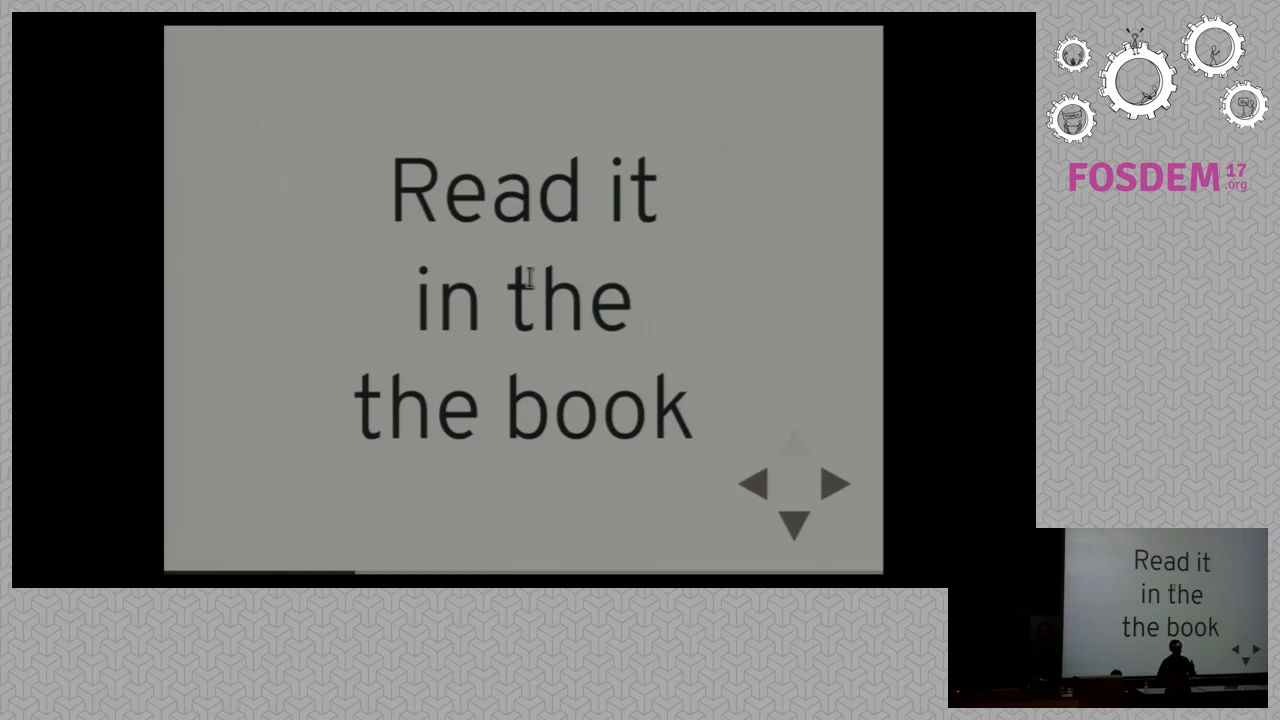 Read it
in the
the book
FOSDEM 17
.org
Read it
in the
the book